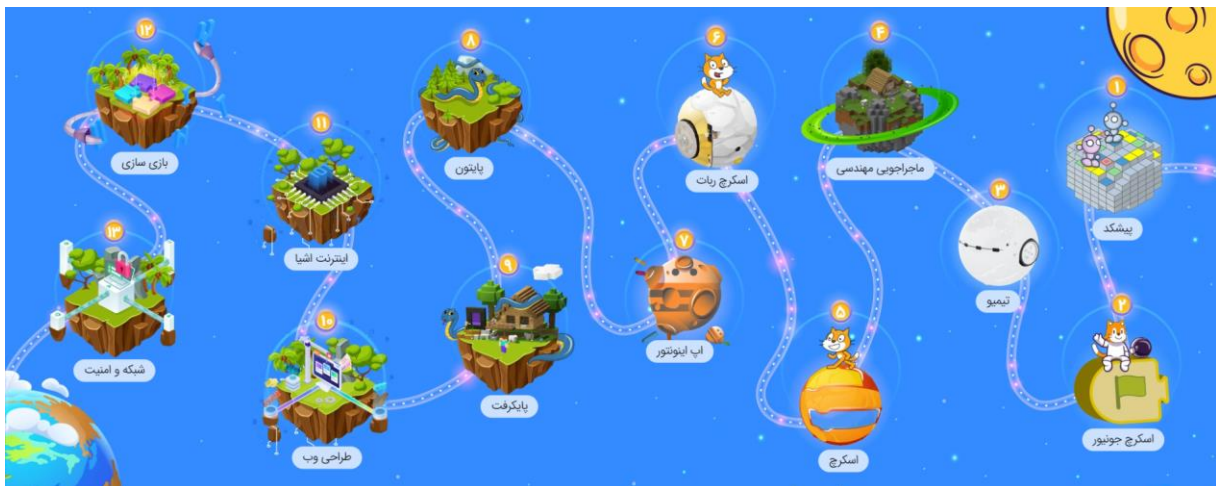 ۱
پیشکد
۲
اسکرچ جونیور
۳
تیمیو
۴
ماجراجویی مهندسی
۵
اسکرچ
۶
اسکرچ ربات
۷
اپ اینونتور
۸
پایتون
۹
پایکرفت
۱۰
طراحی وب
۱۱
اینترنت اشیا
۱۲
بازی سازی
۱۳
شبکه و امنیت